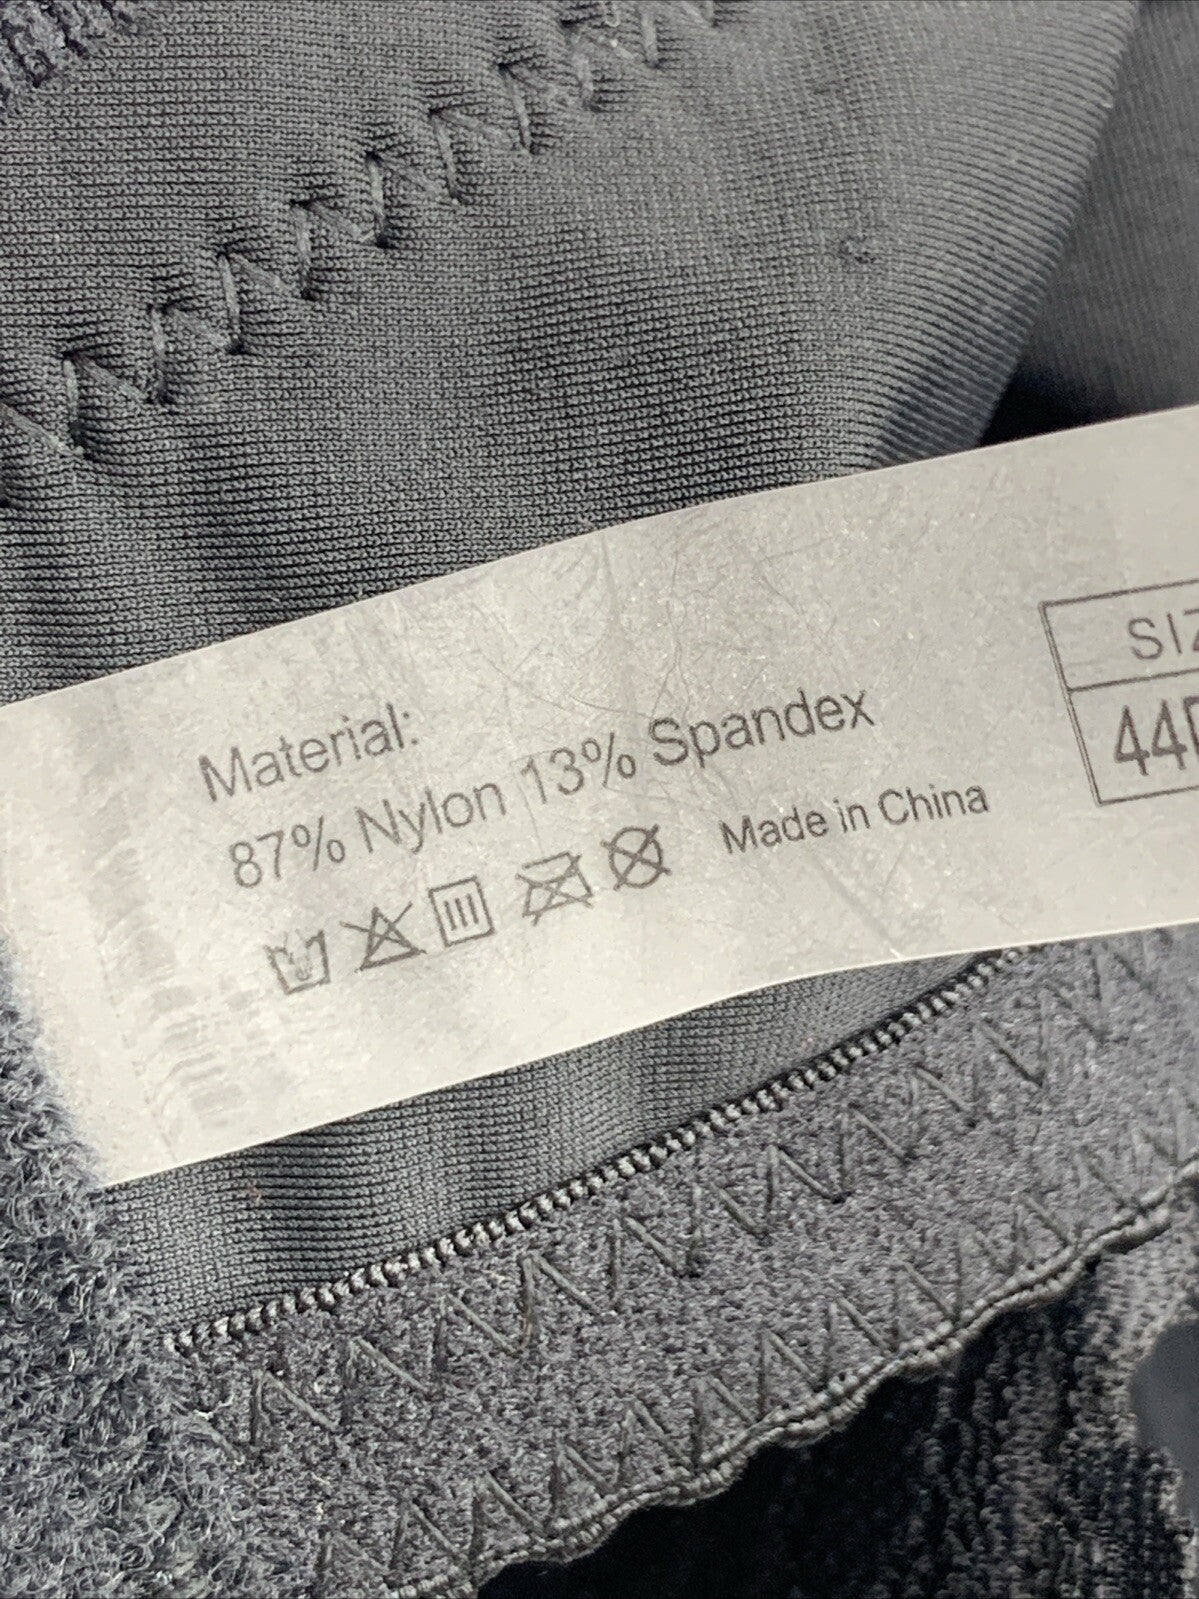 Material:
87% Nylon 13% Spandex
Made in China